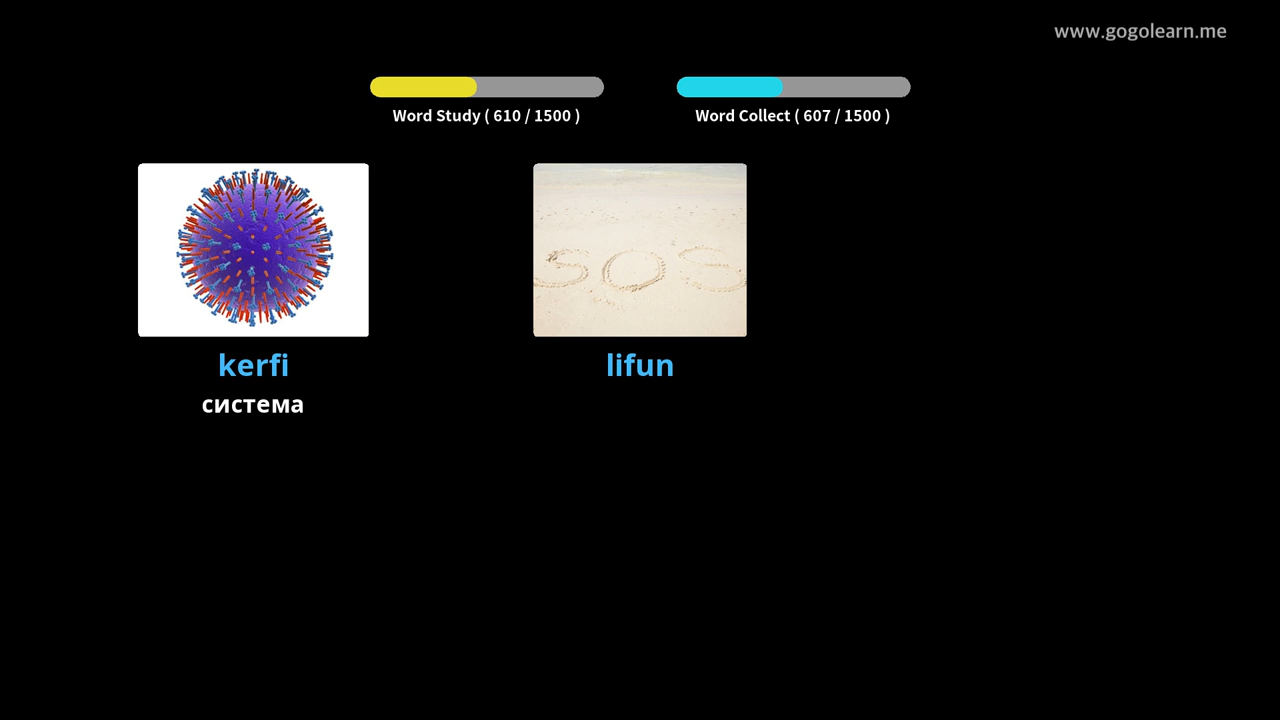 www.gogolearn.me
Word Study ( 610 / 1500 )
Word Collect ( 607 / 1500 )
SOS
kerfi
lifun
система